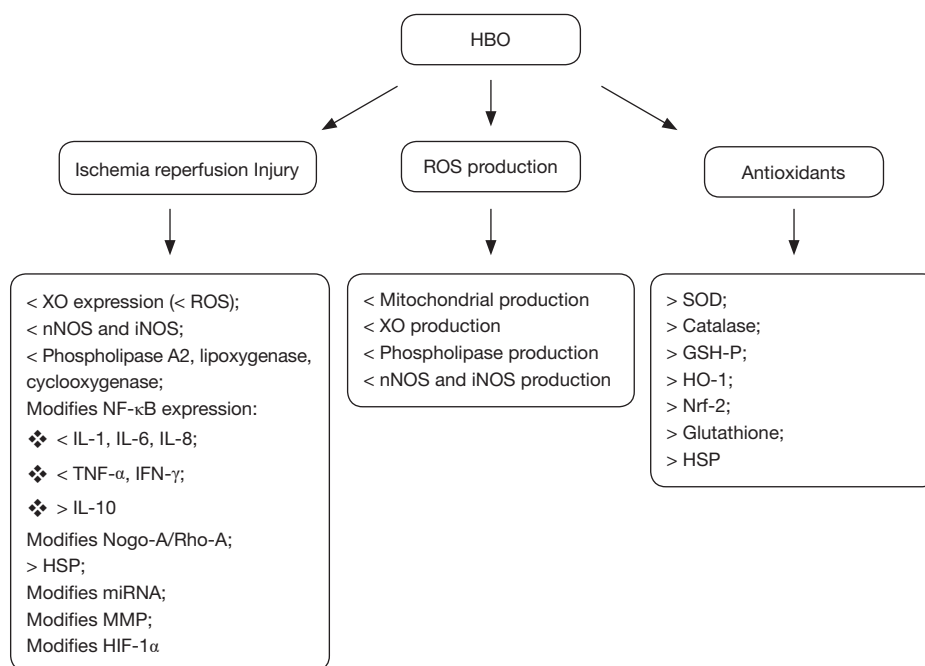 HBO
Ischemia reperfusion Injury
ROS production
Antioxidants
< XO expression (< ROS);
< nNOS and iNOS;
< Phospholipase A2, lipoxygenase,
cyclooxygenase;
Modifies NF-κB expression:
❖ < IL-1, IL-6, IL-8;
❖ < TNF-α, IFN-γ;
❖ > IL-10
Modifies Nogo-A/Rho-A;
> HSP;
Modifies miRNA;
Modifies MMP;
Modifies HIF-1α
< Mitochondrial production
< XO production
< Phospholipase production
< nNOS and iNOS production
> SOD;
> Catalase;
> GSH-P;
> HO-1;
> Nrf-2;
> Glutathione;
> HSP